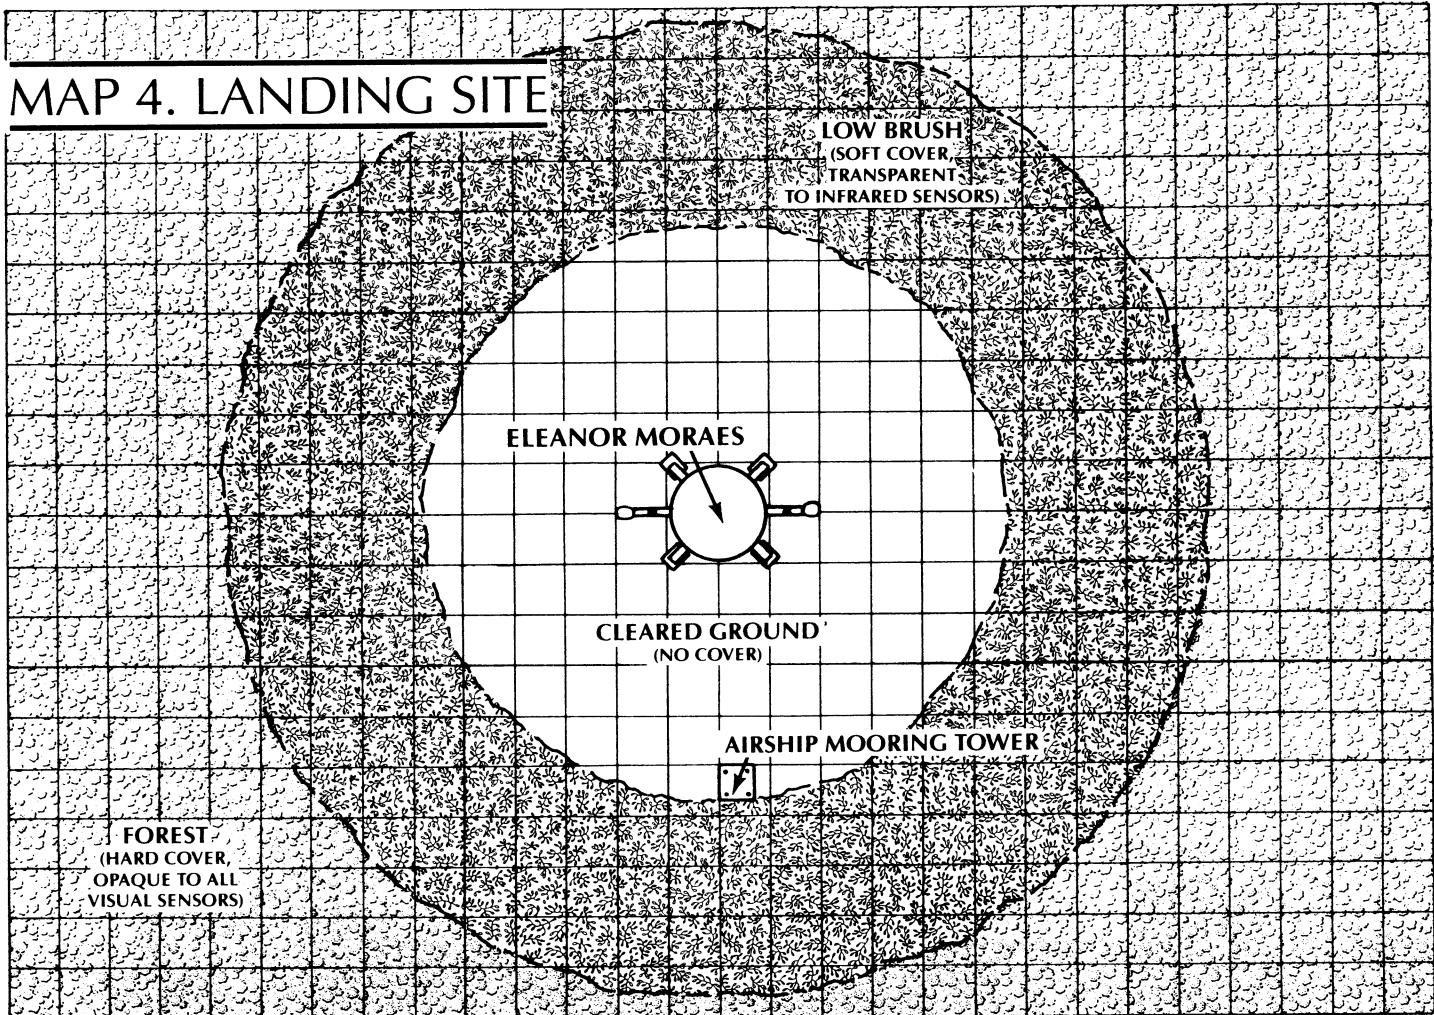 MAP 4. LANDING SITE
LOW BRUSH
(SOFT COVER,
TRANSPARENT
TO INFRARED SENSORS)
ELEANOR MORAES
CLEARED GROUND
(NO COVER)
AIRSHIP MOORING TOWER
FOREST
(HARD COVER,
OPAQUE TO ALL
VISUAL SENSORS)